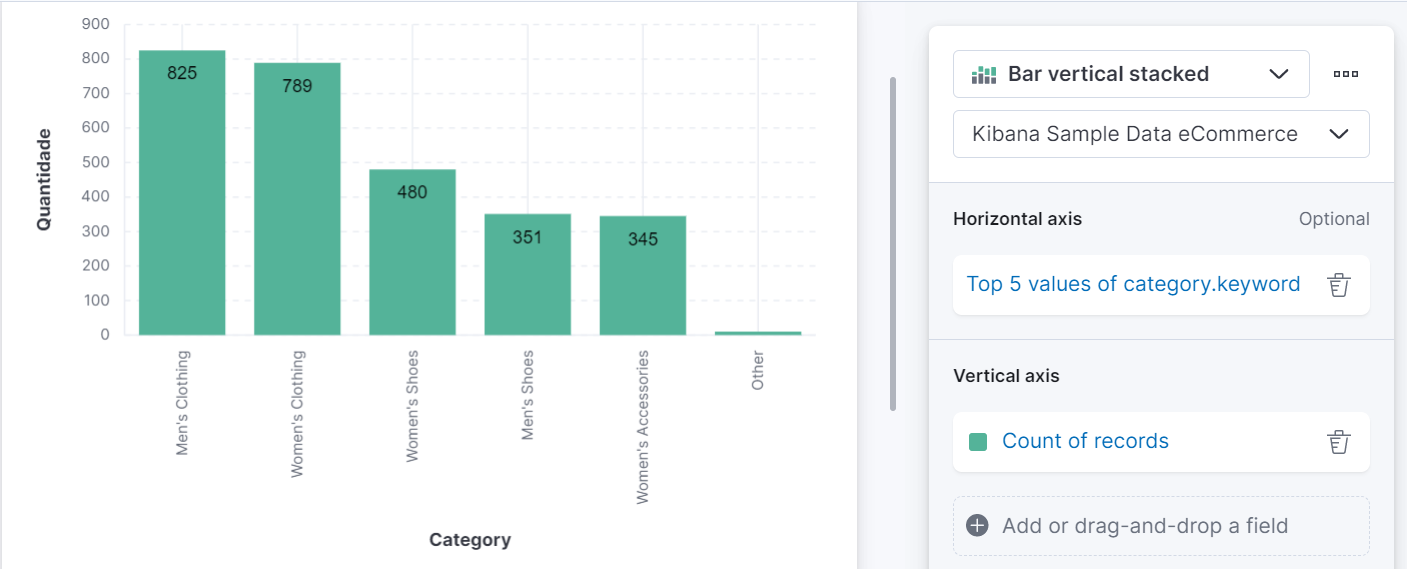 900
800
700
600
500
400
300
200
100
0
Quantidade
825
789
480
351
345
Men's Clothing
Women's Clothing
Women's Shoes
Men's Shoes
Women's Accessories
Other
Category
Bar vertical stacked
Kibana Sample Data eCommerce
Horizontal axis Optional
Top 5 values of category.keyword
Vertical axis
Count of records
Add or drag-and-drop a field